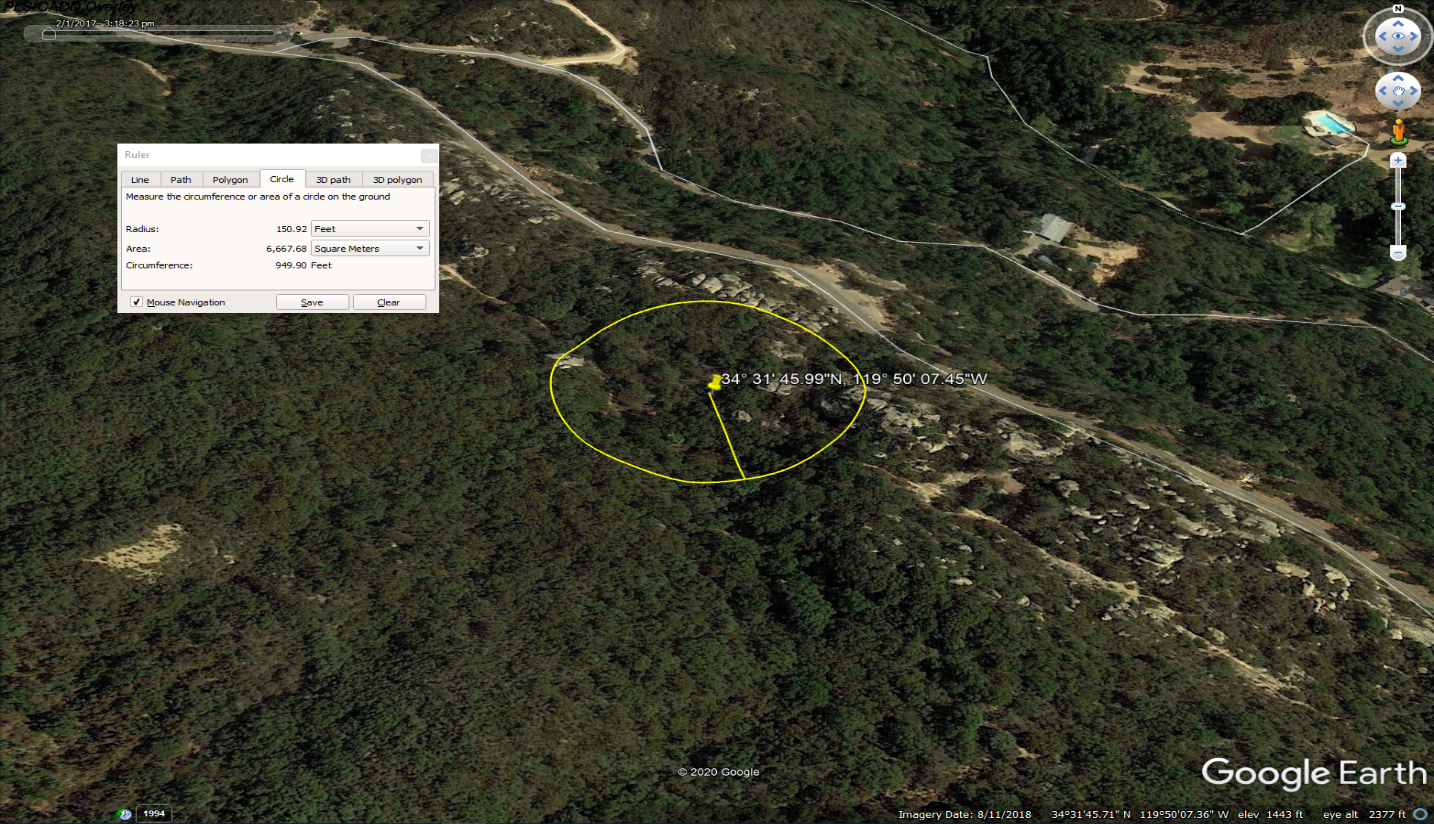 PLS-CADD Overlay
2/1/2017 3:18:23 pm
N
Ruler
Line Path Polygon Circle 3D path 3D polygon
Measure the circumference or area of a circle on the ground
Radius: 150.92 Feet
Area: 6,667.68 Square Meters
Circumference: 949.90 Feet
Mouse Navigation Save Clear
34° 31' 45.99"N, 119° 50' 07.45"W
© 2020 Google
Google Earth
1994
Imagery Date: 8/11/2018 34°31'45.71" N 119°50'07.36" W elev 1443 ft eye alt 2377 ft